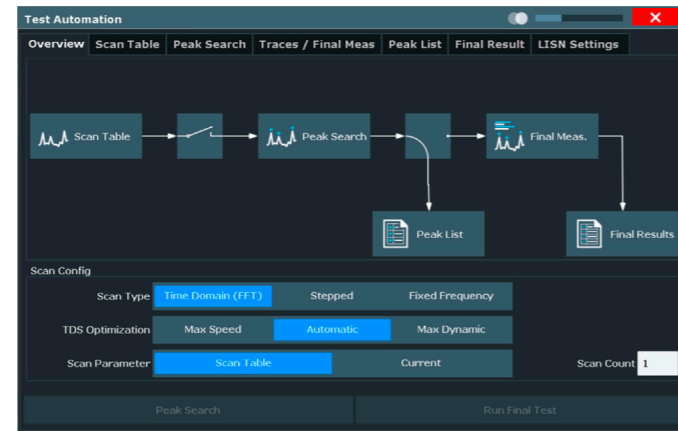 Test Automation
Overview Scan Table Peak Search Traces / Final Meas Peak List Final Result LISN Settings
Scan Table Peak Search Final Meas.
Peak List Final Results
Scan Config
Scan Type Time Domain (FFT) Stepped Fixed Frequency
TDS Optimization Max Speed Automatic Max Dynamic
Scan Parameter Scan Table Current Scan Count 1
Peak Search Run Final Test